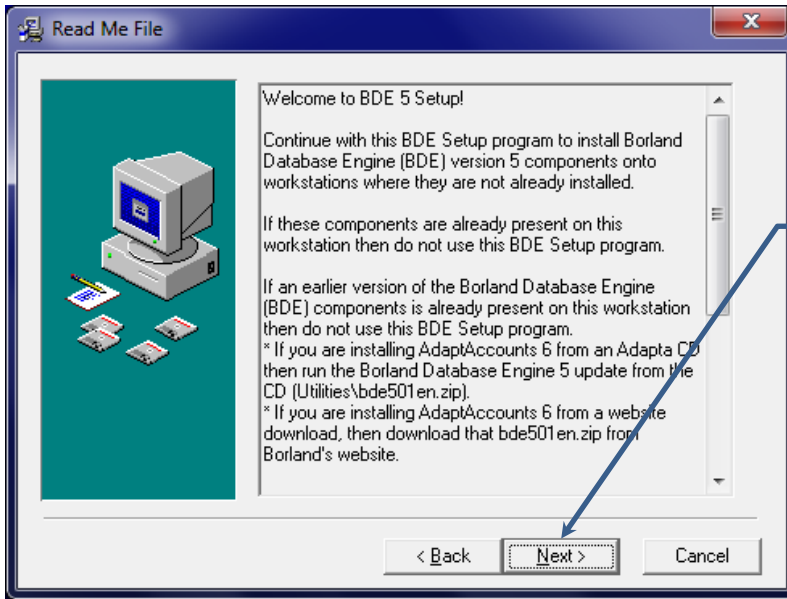 Read Me File
Welcome to BDE 5 Setup!
Continue with this BDE Setup program to install Borland
Database Engine (BDE) version 5 components onto
workstations where they are not already installed.
If these components are already present on this
workstation then do not use this BDE Setup program.
If an earlier version of the Borland Database Engine
(BDE) components is already present on this workstation
then do not use this BDE Setup program.
* If you are installing AdaptAccounts 6 from an Adapta CD
then run the Borland Database Engine 5 update from the
CD (Utilities\bde501en.zip).
* If you are installing AdaptAccounts 6 from a website
download, then download that bde501en.zip from
Borland's website.
< Back Next > Cancel